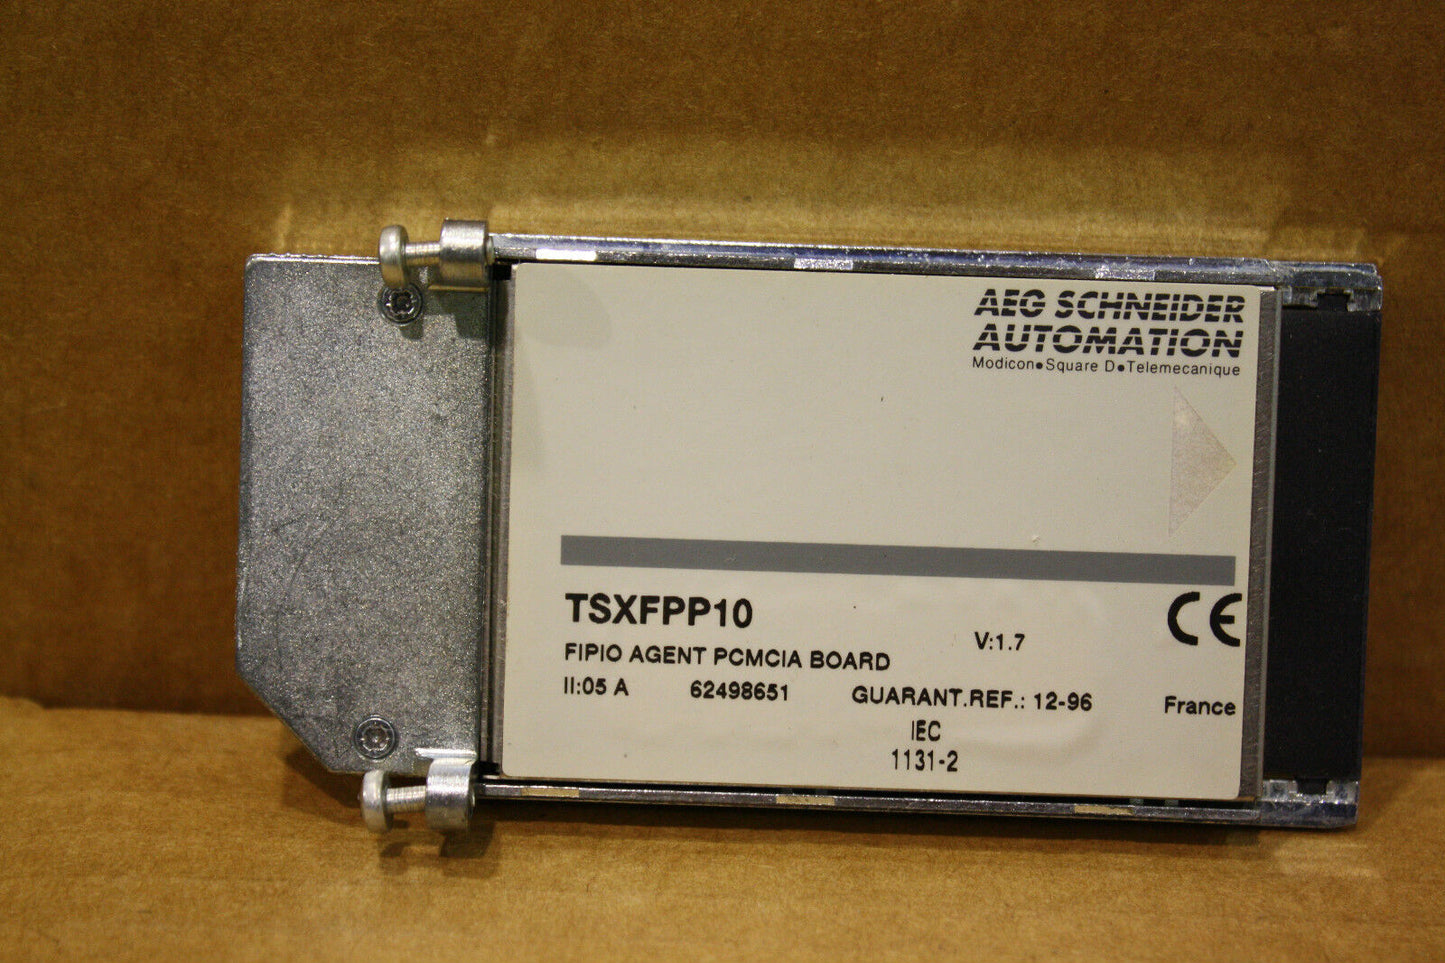 AEG SCHNEIDER
AUTOMATION
Modicon●Square D●Telemecanique
TSXFPP10
V:1.7
CE
FIPIO AGENT PCMCIA BOARD
II:05 A 62498651 GUARANT.REF.: 12-96 France
IEC
1131-2